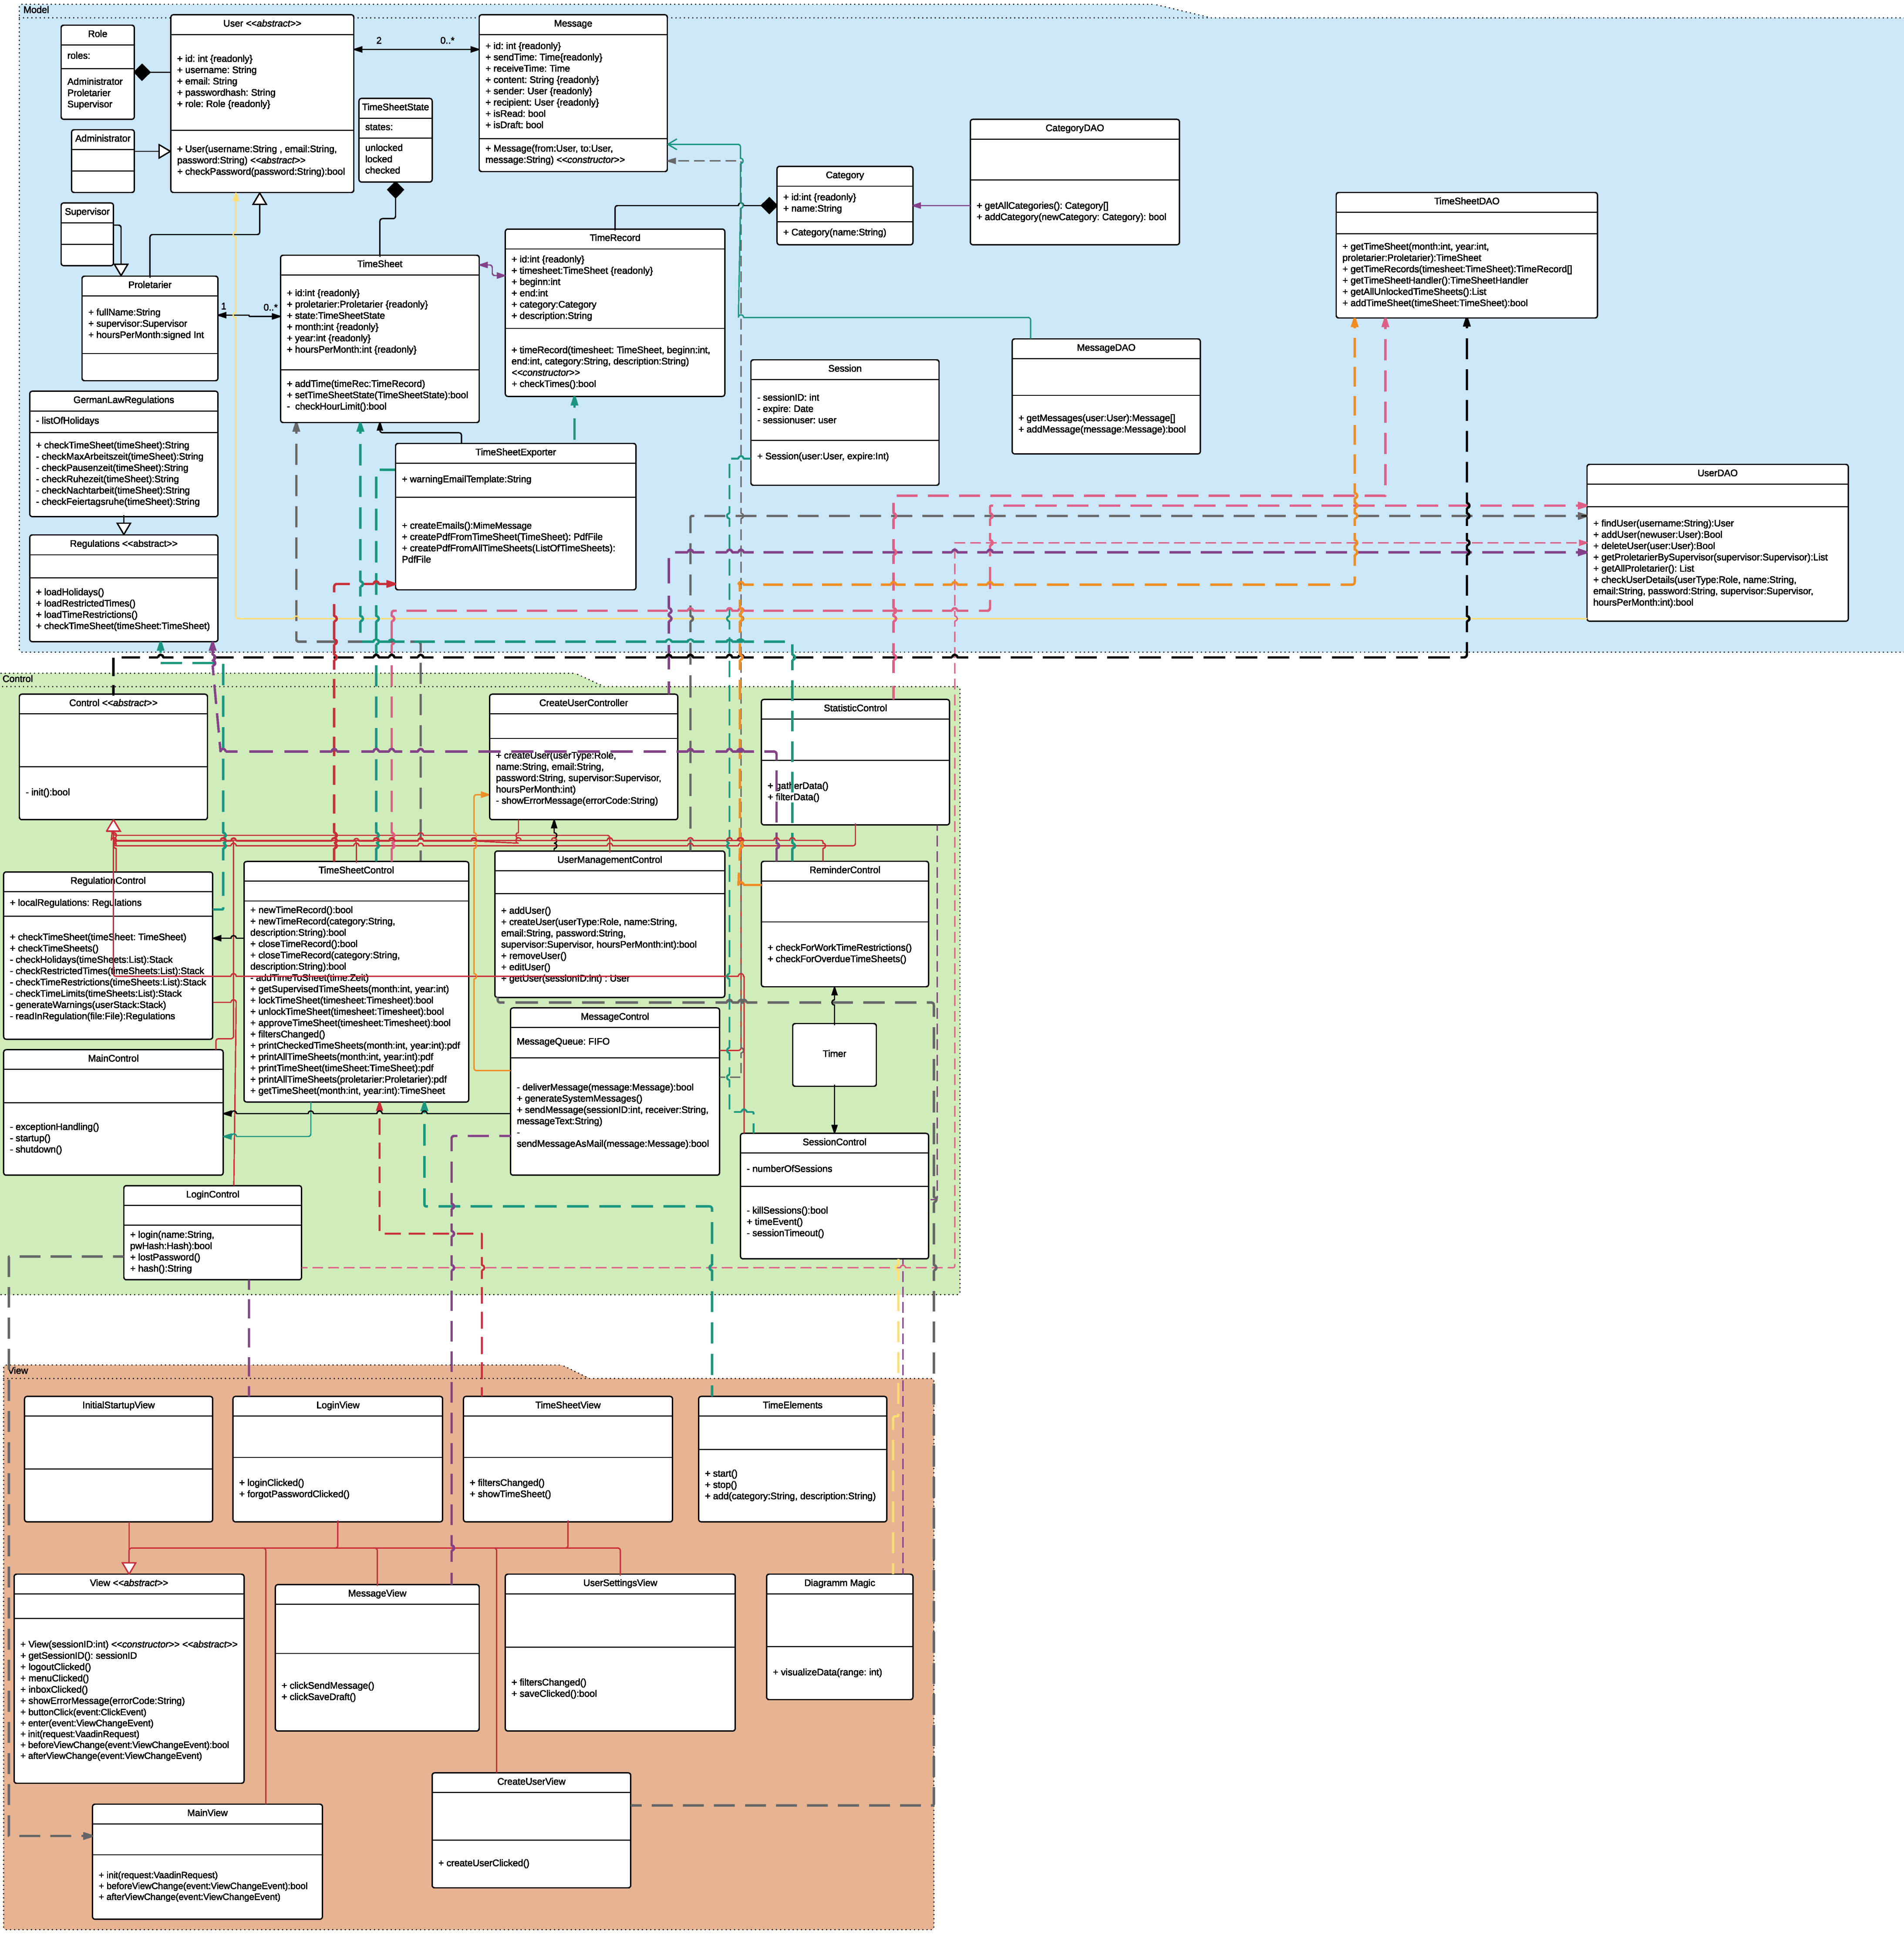 Model
Role
roles:
Administrator
Proletarier
Supervisor
User <<abstract>>
+ id: int {readonly}
+ username: String
+ email: String
+ passwordhash: String
+ role: Role {readonly}
+ User(username:String , email:String,
password:String) <<abstract>>
+ checkPassword(password:String):bool
2
0..*
Message
+ id: int {readonly}
+ sendTime: Time{readonly}
+ receiveTime: Time
+ content: String {readonly}
+ sender: User {readonly}
+ recipient: User {readonly}
+ isRead: bool
+ isDraft: bool
+ Message(from:User, to:User,
message:String) <<constructor>>
TimeSheetState
states:
unlocked
locked
checked
Administrator
Supervisor
CategoryDAO
+ getAllCategories(): Category[]
+ addCategory(newCategory: Category): bool
Category
+ id:int {readonly}
+ name:String
+ Category(name:String)
TimeSheetDAO
+ getTimeSheet(month:int, year:int,
proletarier:Proletarier):TimeSheet
+ getTimeRecords(timesheet:TimeSheet):TimeRecord[]
+ getTimeSheetHandler():TimeSheetHandler
+ getAllUnlockedTimeSheets():List
+ addTimeSheet(timeSheet:TimeSheet):bool
Proletarier
+ fullName:String
+ supervisor:Supervisor
+ hoursPerMonth:signed Int
1
0..*
TimeSheet
+ id:int {readonly}
+ proletarier:Proletarier {readonly}
+ state:TimeSheetState
+ month:int {readonly}
+ year:int {readonly}
+ hoursPerMonth:int {readonly}
+ addTime(timeRec:TimeRecord)
+ setTimeSheetState(TimeSheetState):bool
- checkHourLimit():bool
TimeRecord
+ id:int {readonly}
+ timesheet:TimeSheet {readonly}
+ beginn:int
+ end:int
+ category:Category
+ description:String
+ timeRecord(timesheet: TimeSheet, beginn:int,
end:int, category:String, description:String)
<<constructor>>
+ checkTimes():bool
MessageDAO
+ getMessages(user:User):Message[]
+ addMessage(message:Message):bool
Session
- sessionID: int
- expire: Date
- sessionuser: user
+ Session(user:User, expire:Int)
GermanLawRegulations
- listOfHolidays
+ checkTimeSheet(timeSheet):String
- checkMaxArbeitszeit(timeSheet):String
- checkPausenzeit(timeSheet):String
- checkRuhezeit(timeSheet):String
- checkNachtarbeit(timeSheet):String
- checkFeiertagsruhe(timeSheet):String
TimeSheetExporter
+ warningEmailTemplate:String
+ createEmails():MimeMessage
+ createPdfFromTimeSheet(TimeSheet): PdfFile
+ createPdfFromAllTimeSheets(ListOfTimeSheets):
PdfFile
UserDAO
+ findUser(username:String):User
+ addUser(newuser:User):Bool
+ deleteUser(user:User):Bool
+ getProletarierBySupervisor(supervisor:Supervisor):List
+ getAllProletarier(): List
+ checkUserDetails(userType:Role, name:String,
email:String, password:String, supervisor:Supervisor,
hoursPerMonth:int):bool
Regulations <<abstract>>
+ loadHolidays()
+ loadRestrictedTimes()
+ loadTimeRestrictions()
+ checkTimeSheet(timeSheet:TimeSheet)
Control
Control <<abstract>>
- init():bool
CreateUserController
+ createUser(userType:Role,
name:String, email:String,
password:String, supervisor:Supervisor,
hoursPerMonth:int)
- showErrorMessage(errorCode:String)
StatisticControl
+ gatherData()
+ filterData()
RegulationControl
+ localRegulations: Regulations
+ checkTimeSheet(timeSheet: TimeSheet)
+ checkTimeSheets()
- checkHolidays(timeSheets:List):Stack
- checkRestrictedTimes(timeSheets:List):Stack
- checkTimeRestrictions(timeSheets:List):Stack
- checkTimeLimits(timeSheets:List):Stack
- generateWarnings(userStack:Stack)
- readInRegulation(file:File):Regulations
TimeSheetControl
+ newTimeRecord():bool
+ newTimeRecord(category:String,
description:String):bool
+ closeTimeRecord():bool
+ closeTimeRecord(category:String,
description:String):bool
- addTimeToSheet(time:Zeit)
+ getSupervisedTimeSheets(month:int, year:int)
+ lockTimeSheet(timesheet:Timesheet):bool
+ unlockTimeSheet(timesheet:Timesheet):bool
+ approveTimeSheet(timesheet:Timesheet):bool
+ filtersChanged()
+ printCheckedTimeSheets(month:int, year:int):pdf
+ printAllTimeSheets(month:int, year:int):pdf
+ printTimeSheet(timeSheet:TimeSheet):pdf
+ printAllTimeSheets(proletarier:Proletarier):pdf
+ getTimeSheet(month:int, year:int):TimeSheet
UserManagementControl
+ addUser()
+ createUser(userType:Role, name:String,
email:String, password:String,
supervisor:Supervisor, hoursPerMonth:int):bool
+ removeUser()
+ editUser()
+ getUser(sessionID:int) : User
ReminderControl
+ checkForWorkTimeRestrictions()
+ checkForOverdueTimeSheets()
MessageControl
MessageQueue: FIFO
- deliverMessage(message:Message):bool
+ generateSystemMessages()
+ sendMessage(sessionID:int, receiver:String,
messageText:String)
-
sendMessageAsMail(message:Message):bool
Timer
MainControl
- exceptionHandling()
- startup()
- shutdown()
SessionControl
- numberOfSessions
- killSessions():bool
+ timeEvent()
- sessionTimeout()
LoginControl
+ login(name:String,
pwHash:Hash):bool
+ lostPassword()
+ hash():String
View
InitialStartupView
LoginView
+ loginClicked()
+ forgotPasswordClicked()
TimeSheetView
+ filtersChanged()
+ showTimeSheet()
TimeElements
+ start()
+ stop()
+ add(category:String, description:String)
View <<abstract>>
+ View(sessionID:int) <<constructor>> <<abstract>>
+ getSessionID(): sessionID
+ logoutClicked()
+ menuClicked()
+ inboxClicked()
+ showErrorMessage(errorCode:String)
+ buttonClick(event:ClickEvent)
+ enter(event:ViewChangeEvent)
+ init(request:VaadinRequest)
+ beforeViewChange(event:ViewChangeEvent):bool
+ afterViewChange(event:ViewChangeEvent)
MessageView
+ clickSendMessage()
+ clickSaveDraft()
UserSettingsView
+ filtersChanged()
+ saveClicked():bool
Diagramm Magic
+ visualizeData(range: int)
CreateUserView
+ createUserClicked()
MainView
+ init(request:VaadinRequest)
+ beforeViewChange(event:ViewChangeEvent):bool
+ afterViewChange(event:ViewChangeEvent)